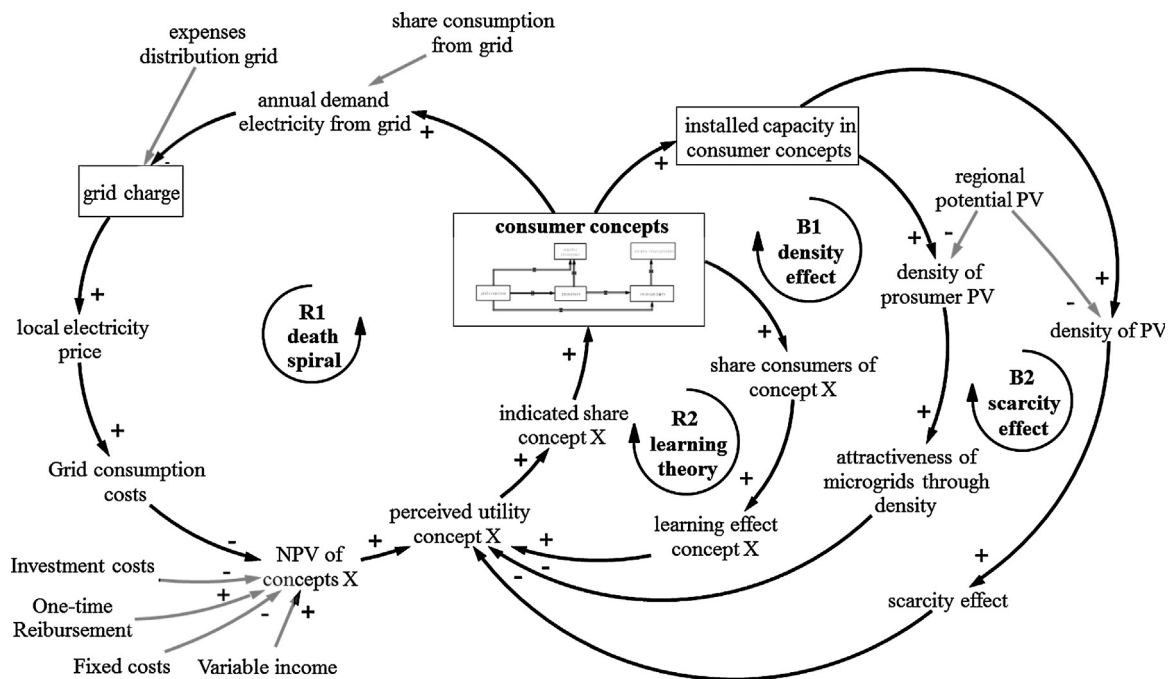 expenses
distribution grid
share consumption
from grid
annual demand
electricity from grid
+
-
grid charge
+
local electricity
price
+
Grid consumption
costs
-
R1
death
spiral
installed capacity in
consumer concepts
+
consumer concepts
regional
potential PV
B1
density
effect
+
-
density of
prosumer PV
+
-
density of PV
+
share consumers of
concept X
+
indicated share
concept X
+
R2
learning
theory
B2
scarcity
effect
+
attractiveness of
microgrids through
density
+
learning effect
concept X
+
perceived utility
concept X
+
-
-
+
NPV of
concepts X
Investment costs
-
One-time
Reibursement
+
Fixed costs
-
Variable income
+
+
scarcity effect